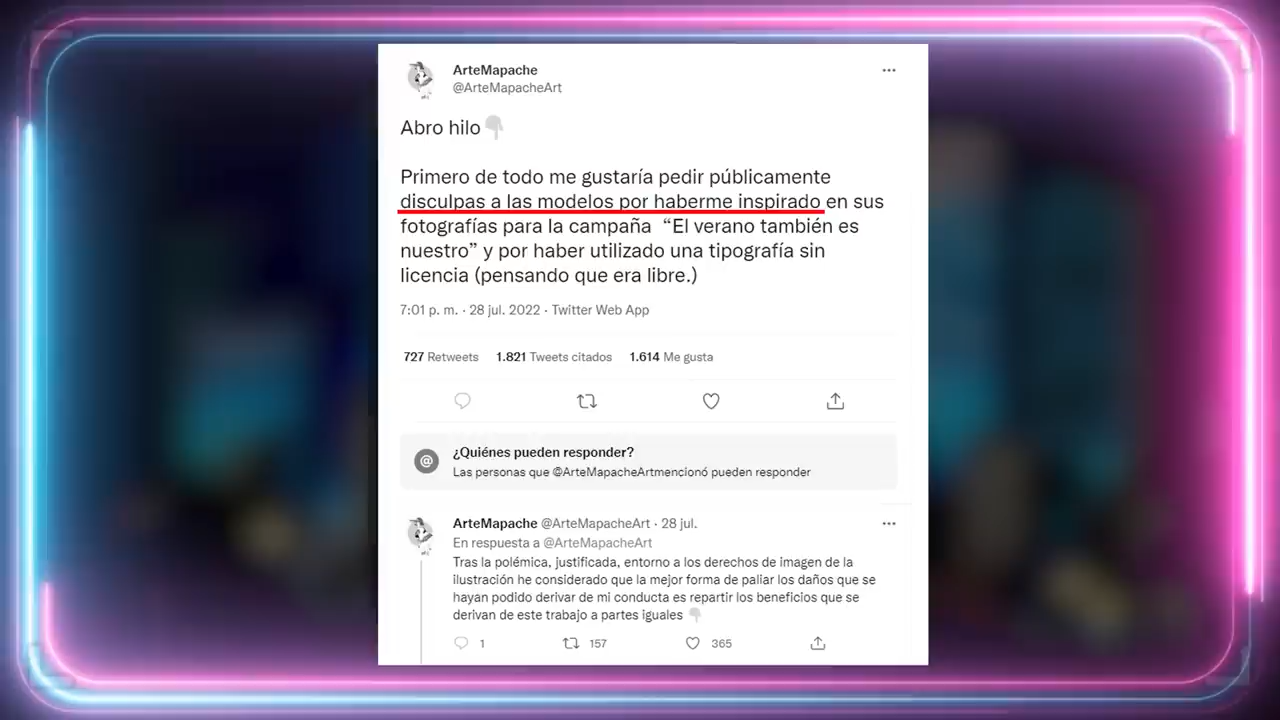 ArteMapache
@ArteMapacheArt
Abro hilo
Primero de todo me gustaría pedir públicamente
disculpas a las modelos por haberme inspirado en sus
fotografías para la campaña “El verano también es
nuestro” y por haber utilizado una tipografía sin
licencia (pensando que era libre.)
7:01 p. m. · 28 jul. 2022 · Twitter Web App
727 Retweets 1.821 Tweets citados 1.614 Me gusta
@ ¿Quiénes pueden responder?
Las personas que @ArteMapacheArtmencionó pueden responder
ArteMapache @ArteMapacheArt · 28 jul.
En respuesta a @ArteMapacheArt
Tras la polémica, justificada, entorno a los derechos de imagen de la
ilustración he considerado que la mejor forma de paliar los daños que se
hayan podido derivar de mi conducta es repartir los beneficios que se
derivan de este trabajo a partes iguales
1 157 365